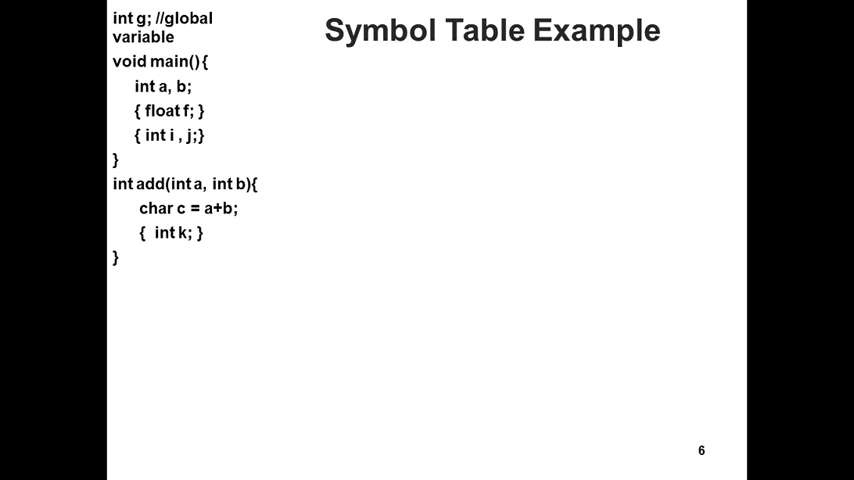 Symbol Table Example
int g; //global
variable
void main() {
int a, b;
{ float f; }
{ int i , j;}
}
int add(int a, int b){
char c = a+b;
{ int k; }
}
6